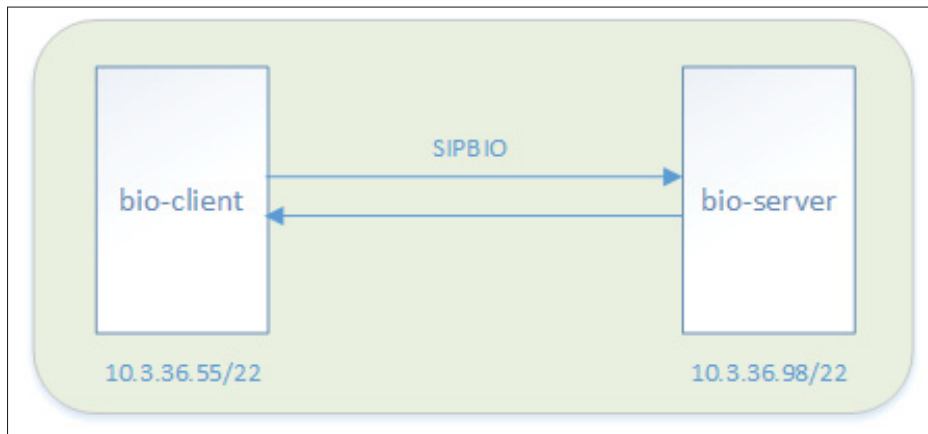 SIPBIO
bio-client
bio-server
10.3.36.55/22
10.3.36.98/22